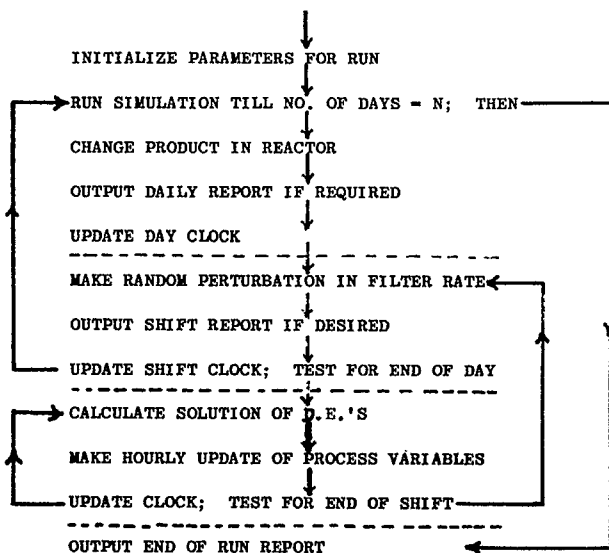 INITIALIZE PARAMETERS FOR RUN
RUN SIMULATION TILL NO. OF DAYS = N; THEN
CHANGE PRODUCT IN REACTOR
OUTPUT DAILY REPORT IF REQUIRED
UPDATE DAY CLOCK
MAKE RANDOM PERTURBATION IN FILTER RATE
OUTPUT SHIFT REPORT IF DESIRED
UPDATE SHIFT CLOCK; TEST FOR END OF DAY
CALCULATE SOLUTION OF D.E.'S
MAKE HOURLY UPDATE OF PROCESS VARIABLES
UPDATE CLOCK; TEST FOR END OF SHIFT
OUTPUT END OF RUN REPORT